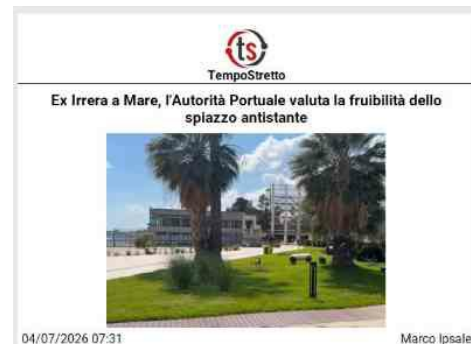 ts
TempoStretto
Ex Irrera a Mare, l'Autorità Portuale valuta la fruibilità dello
spiazzo antistante
04/07/2026 07:31
Marco Ipsale